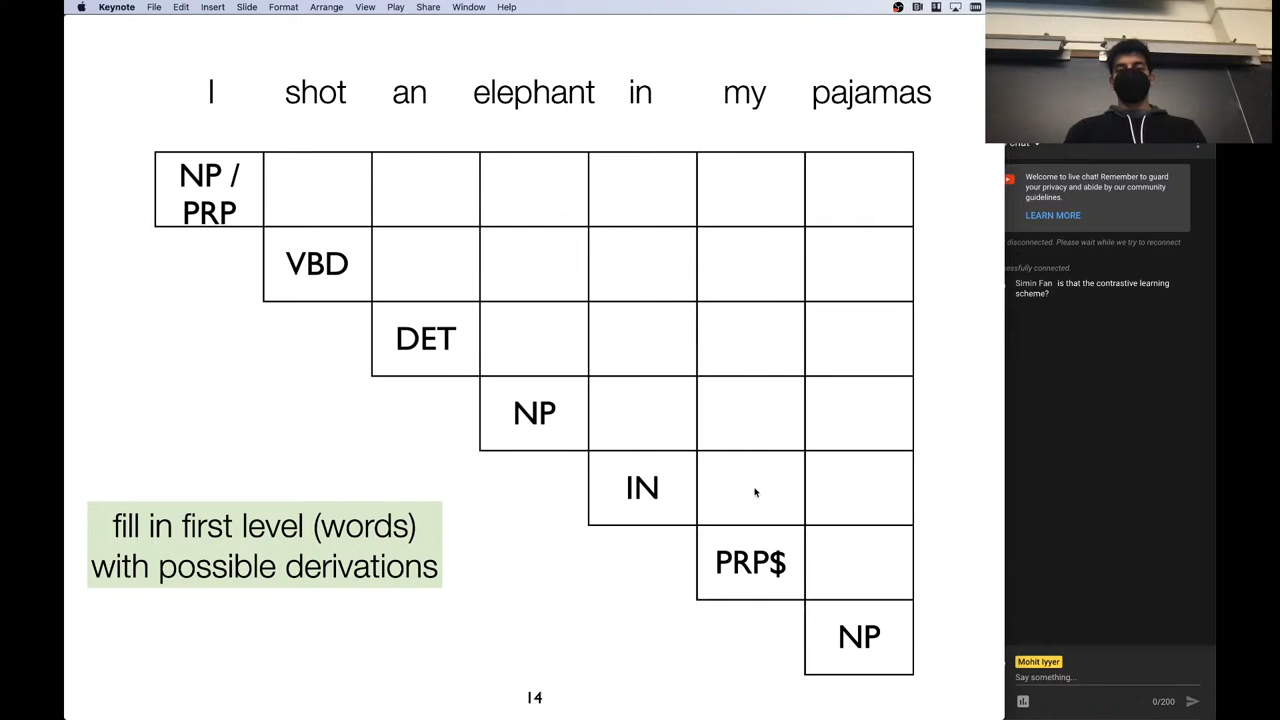 Keynote File Edit Insert Slide Format Arrange View Play Share Window Help
I shot an elephant in my pajamas
NP /
PRP
VBD
DET
NP
IN
PRP$
NP
fill in first level (words)
with possible derivations
14
chat
Welcome to live chat! Remember to guard
your privacy and abide by our community
guidelines.
LEARN MORE
disconnected. Please wait while we try to reconnect
connected.
Simin Fan is that the contrastive learning
scheme?
Mohit Iyyer
Say something...
0/200